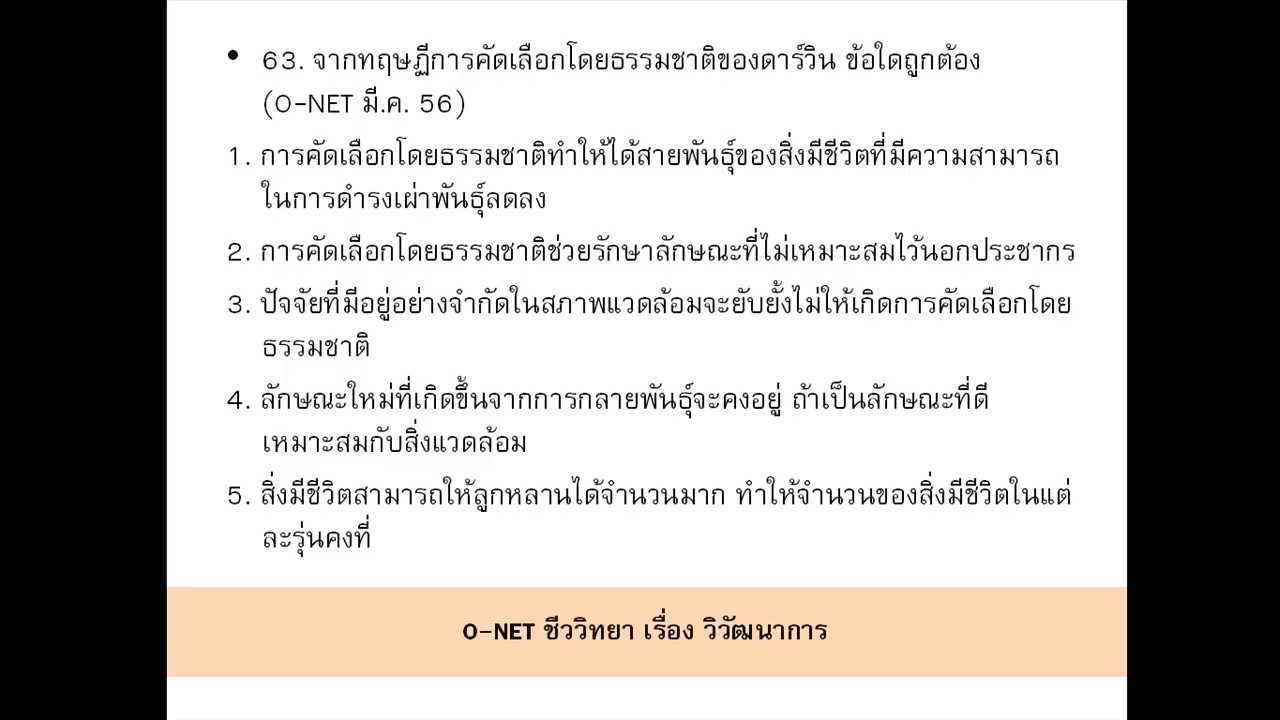 • 63. จากทฤษฎีการคัดเลือกโดยธรรมชาติของดาร์วิน ข้อใดถูกต้อง
(O-NET มี.ค. 56)
1. การคัดเลือกโดยธรรมชาติทำให้ได้สายพันธุ์ของสิ่งมีชีวิตที่มีความสามารถ
ในการดำรงเผ่าพันธุ์ลดลง
2. การคัดเลือกโดยธรรมชาติช่วยรักษาลักษณะที่ไม่เหมาะสมไว้นอกประชากร
3. ปัจจัยที่มีอยู่อย่างจำกัดในสภาพแวดล้อมจะยับยั้งไม่ให้เกิดการคัดเลือกโดย
ธรรมชาติ
4. ลักษณะใหม่ที่เกิดขึ้นจากการกลายพันธุ์จะคงอยู่ ถ้าเป็นลักษณะที่ดี
เหมาะสมกับสิ่งแวดล้อม
5. สิ่งมีชีวิตสามารถให้ลูกหลานได้จำนวนมาก ทำให้จำนวนของสิ่งมีชีวิตในแต่
ละรุ่นคงที่
O-NET ชีววิทยา เรื่อง วิวัฒนาการ